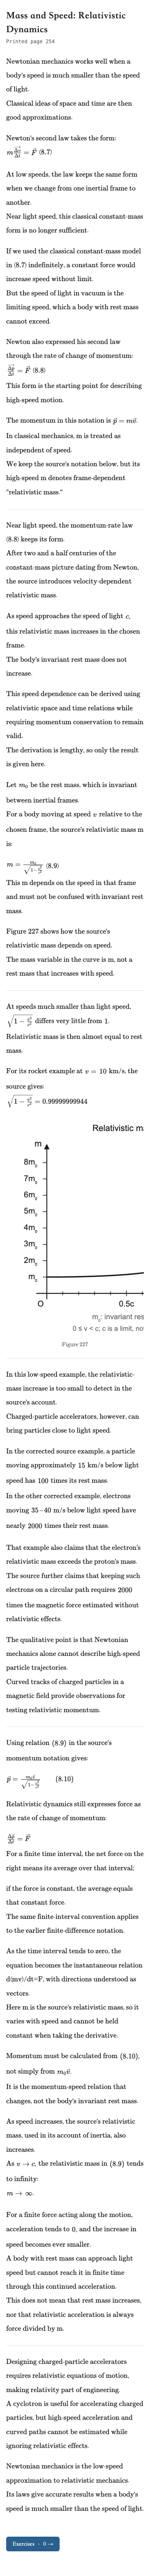 Mass and Speed: Relativistic
Dynamics
Printed page 254
Newtonian mechanics works well when a
body's speed is much smaller than the speed
of light.
Classical ideas of space and time are then
good approximations.
Newton's second law takes the form:
m Δv⃗/Δt = F⃗ (8.7)
At low speeds, the law keeps the same form
when we change from one inertial frame to
another.
Near light speed, this classical constant-mass
form is no longer sufficient.
If we used the classical constant-mass model
in (8.7) indefinitely, a constant force would
increase speed without limit.
But the speed of light in vacuum is the
limiting speed, which a body with rest mass
cannot exceed.
Newton also expressed his second law
through the rate of change of momentum:
Δp⃗/Δt = F⃗ (8.8)
This form is the starting point for describing
high-speed motion.
The momentum in this notation is p⃗ = mv⃗.
In classical mechanics, m is treated as
independent of speed.
We keep the source's notation below, but its
high-speed m denotes frame-dependent
"relativistic mass."
Near light speed, the momentum-rate law
(8.8) keeps its form.
After two and a half centuries of the
constant-mass picture dating from Newton,
the source introduces velocity-dependent
relativistic mass.
As speed approaches the speed of light c,
this relativistic mass increases in the chosen
frame.
The body's invariant rest mass does not
increase.
This speed dependence can be derived using
relativistic space and time relations while
requiring momentum conservation to remain
valid.
The derivation is lengthy, so only the result
is given here.
Let m₀ be the rest mass, which is invariant
between inertial frames.
For a body moving at speed v relative to the
chosen frame, the source's relativistic mass m
is:
m = m₀/√(1−v²/c²) (8.9)
This m depends on the speed in that frame
and must not be confused with invariant rest
mass.
Figure 227 shows how the source's
relativistic mass depends on speed.
The mass variable in the curve is m, not a
rest mass that increases with speed.
At speeds much smaller than light speed,
√(1−v²/c²) differs very little from 1.
Relativistic mass is then almost equal to rest
mass.
For its rocket example at v = 10 km/s, the
source gives:
√(1−v²/c²) = 0.99999999944
Relativistic m
m
8m₀
7m₀
6m₀
5m₀
4m₀
3m₀
2m₀
m₀
O
0.5c
m₀: invariant res
0 ≤ v < c; c is a limit, no
Figure 227
In this low-speed example, the relativistic-
mass increase is too small to detect in the
source's account.
Charged-particle accelerators, however, can
bring particles close to light speed.
In the corrected source example, a particle
moving approximately 15 km/s below light
speed has 100 times its rest mass.
In the other corrected example, electrons
moving 35–40 m/s below light speed have
nearly 2000 times their rest mass.
That example also claims that the electron's
relativistic mass exceeds the proton's mass.
The source further claims that keeping such
electrons on a circular path requires 2000
times the magnetic force estimated without
relativistic effects.
The qualitative point is that Newtonian
mechanics alone cannot describe high-speed
particle trajectories.
Curved tracks of charged particles in a
magnetic field provide observations for
testing relativistic momentum.
Using relation (8.9) in the source's
momentum notation gives:
p⃗ = m₀v⃗/√(1−v²/c²) (8.10)
Relativistic dynamics still expresses force as
the rate of change of momentum:
Δp⃗/Δt = F⃗
For a finite time interval, the net force on the
right means its average over that interval;
if the force is constant, the average equals
that constant force.
The same finite-interval convention applies
to the earlier finite-difference notation.
As the time interval tends to zero, the
equation becomes the instantaneous relation
d(mv)/dt=F, with directions understood as
vectors.
Here m is the source's relativistic mass, so it
varies with speed and cannot be held
constant when taking the derivative.
Momentum must be calculated from (8.10),
not simply from m₀v⃗.
It is the momentum-speed relation that
changes, not the body's invariant rest mass.
As speed increases, the source's relativistic
mass, used in its account of inertia, also
increases.
As v → c, the relativistic mass in (8.9) tends
to infinity:
m → ∞.
For a finite force acting along the motion,
acceleration tends to 0, and the increase in
speed becomes ever smaller.
A body with rest mass can approach light
speed but cannot reach it in finite time
through this continued acceleration.
This does not mean that rest mass increases,
nor that relativistic acceleration is always
force divided by m.
Designing charged-particle accelerators
requires relativistic equations of motion,
making relativity part of engineering.
A cyclotron is useful for accelerating charged
particles, but high-speed acceleration and
curved paths cannot be estimated while
ignoring relativistic effects.
Newtonian mechanics is the low-speed
approximation to relativistic mechanics.
Its laws give accurate results when a body's
speed is much smaller than the speed of light.
Exercises · 0 →